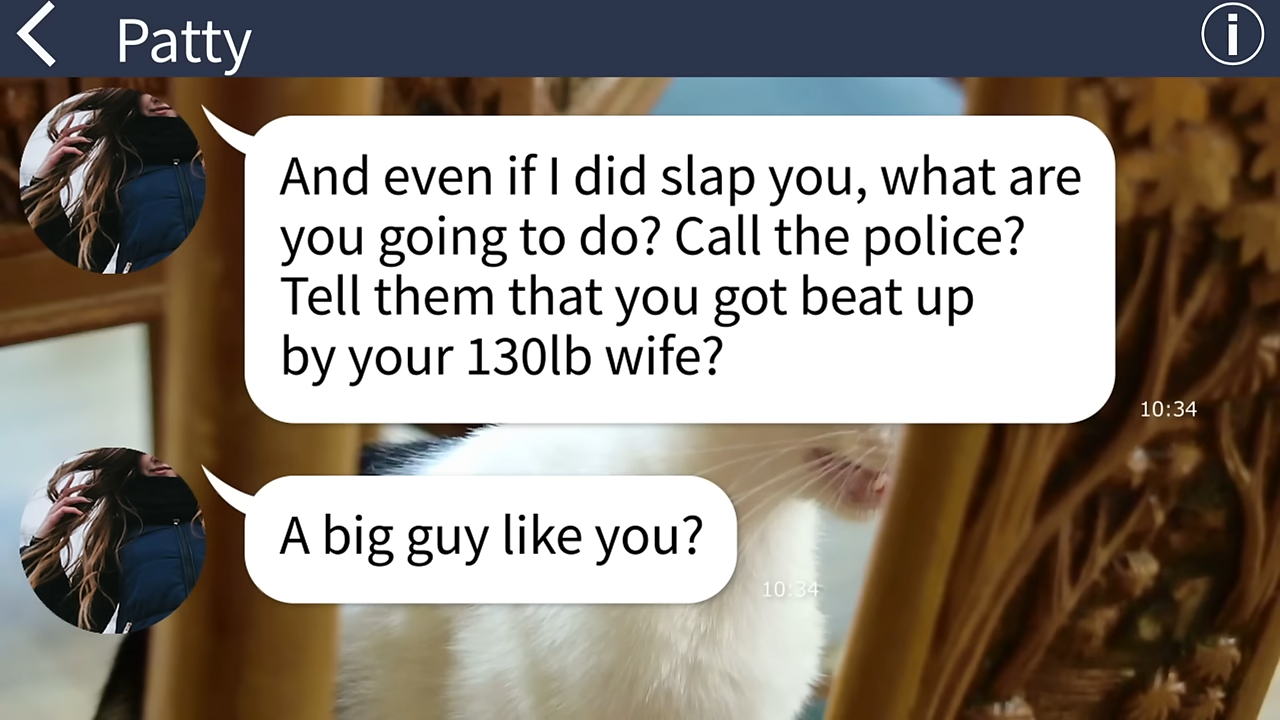 Patty
And even if I did slap you, what are
you going to do? Call the police?
Tell them that you got beat up
by your 130lb wife?
10:34
A big guy like you?
10:34